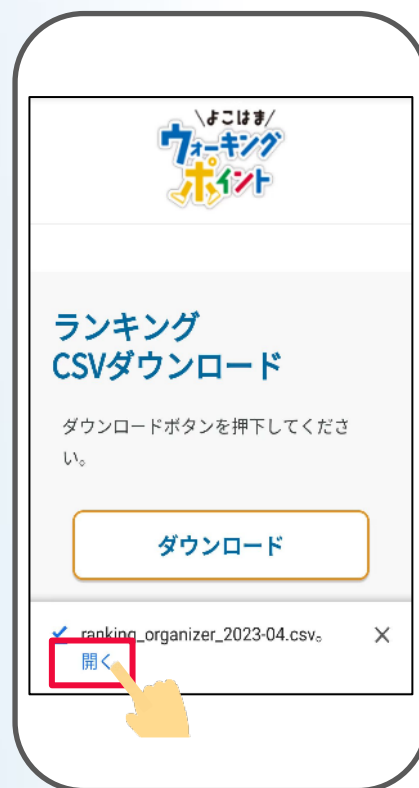 よこはま
ウォーキング
ポイント
ランキング
CSVダウンロード
ダウンロードボタンを押下してくださ
い。
ダウンロード
ranking_organizer_2023-04.csv。
開く